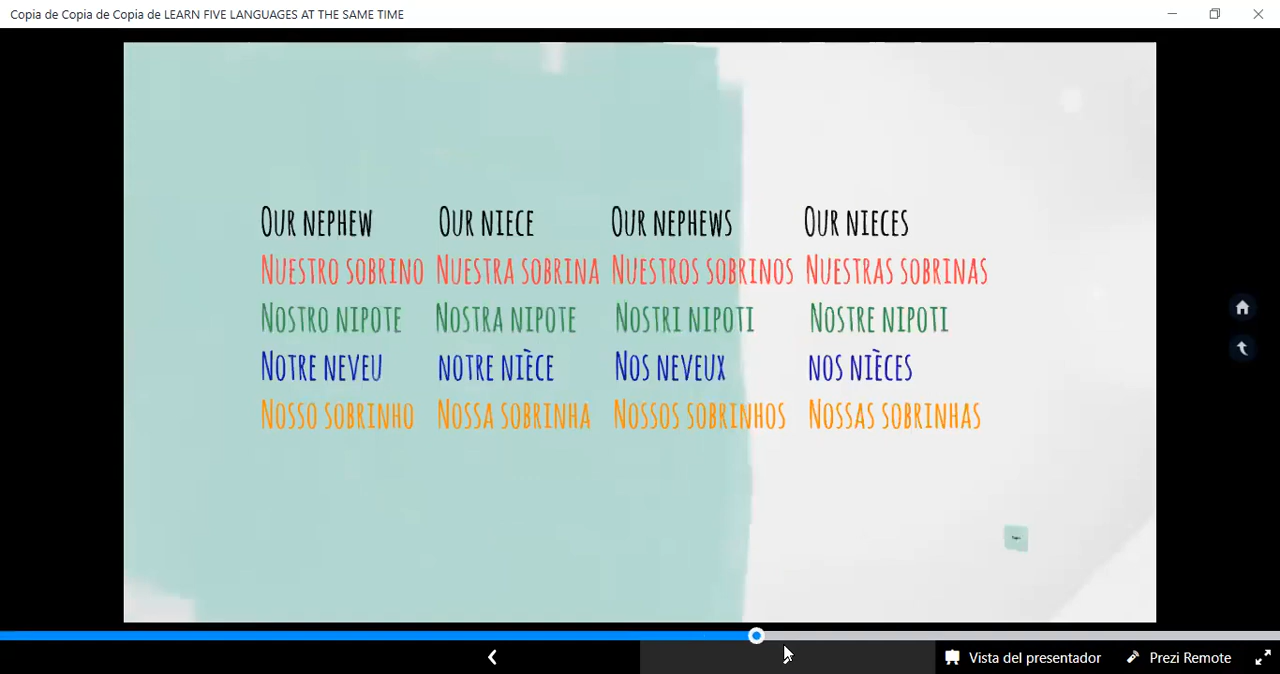 Copia de Copia de Copia de LEARN FIVE LANGUAGES AT THE SAME TIME
Our nephew Our niece Our nephews Our nieces
Nuestro sobrino Nuestra sobrina Nuestros sobrinos Nuestras sobrinas
Nostro nipote Nostra nipote Nostri nipoti Nostre nipoti
Notre neveu notre nièce Nos neveux nos nièces
Nosso sobrinho Nossa sobrinha Nossos sobrinhos Nossas sobrinhas
Vista del presentador Prezi Remote